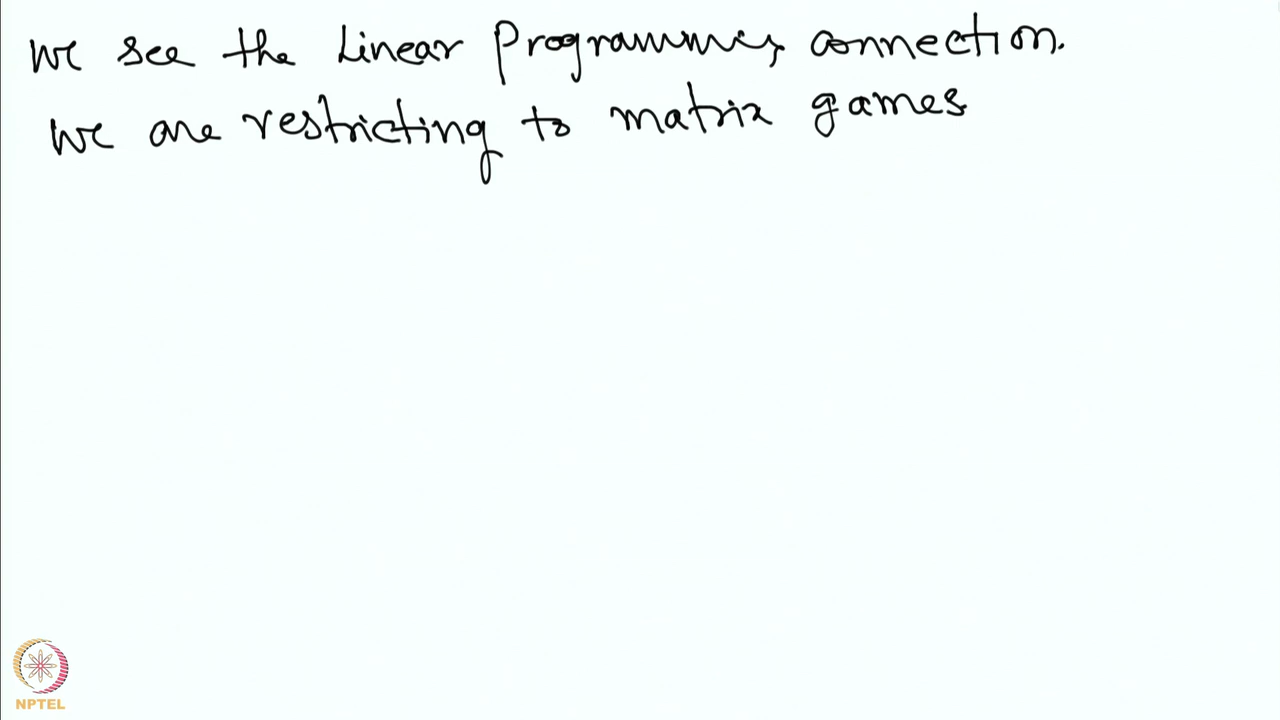 We see the Linear Programming connection.
We are restricting to matrix games
NPTEL